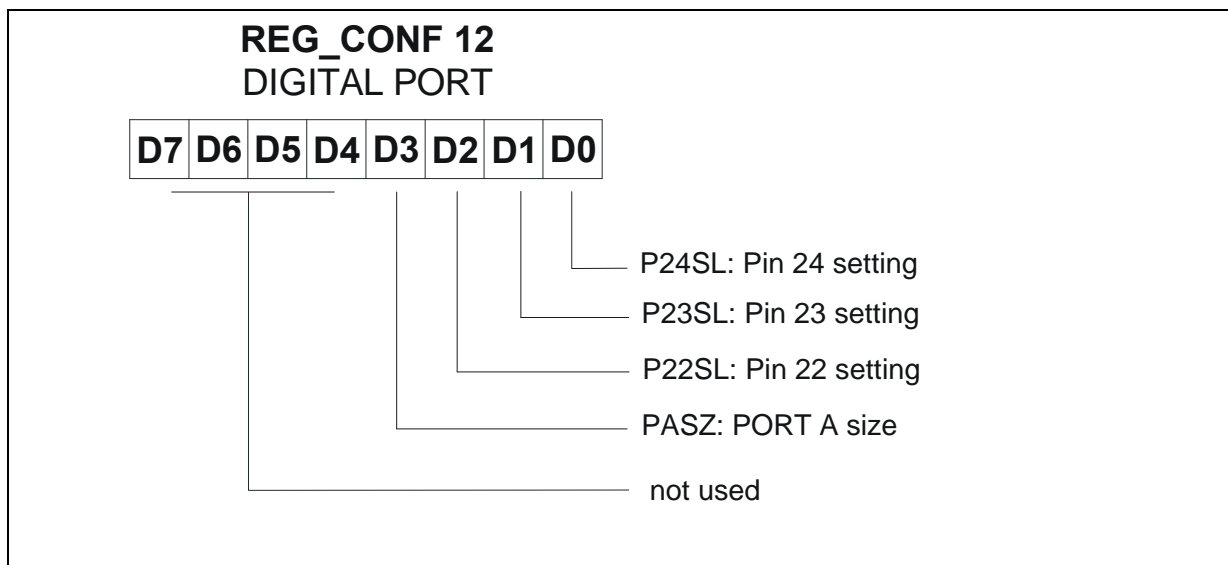 REG_CONF 12
DIGITAL PORT
D7 D6 D5 D4 D3 D2 D1 D0
P24SL: Pin 24 setting
P23SL: Pin 23 setting
P22SL: Pin 22 setting
PASZ: PORT A size
not used